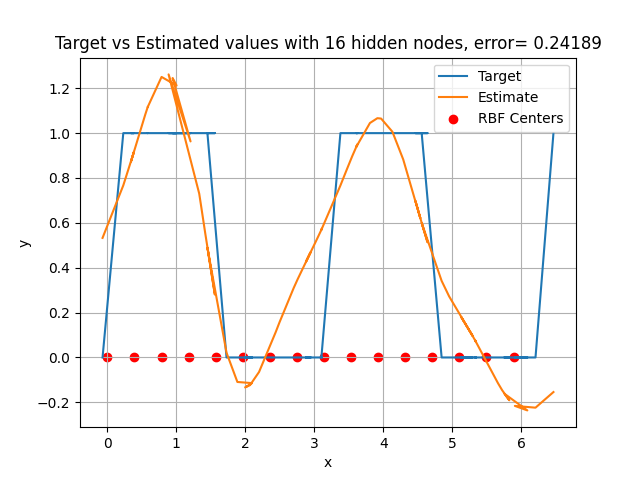 Target vs Estimated values with 16 hidden nodes, error= 0.24189
Target
Estimate
RBF Centers
1.2
1.0
0.8
0.6
0.4
0.2
0.0
−0.2
y
0 1 2 3 4 5 6
x